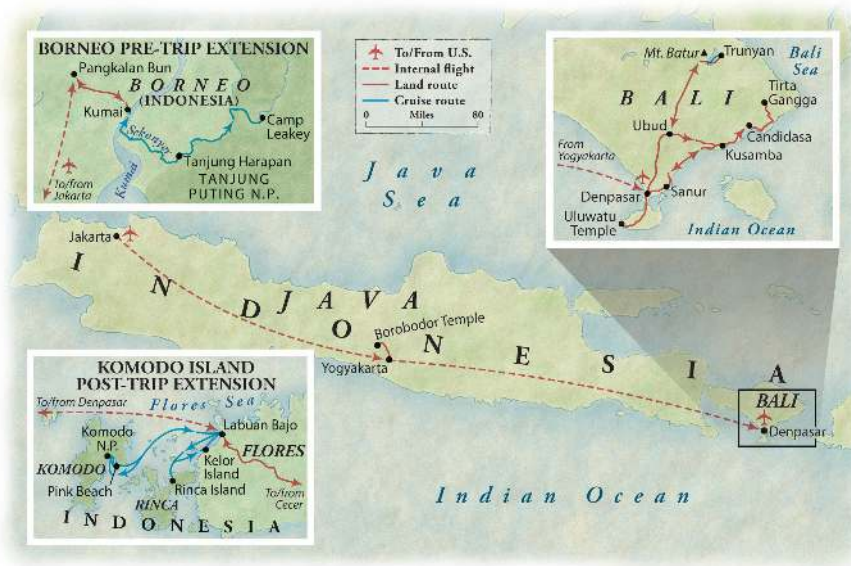 BORNEO PRE-TRIP EXTENSION
Pangkalan Bun
BORNEO
(INDONESIA)
Kumai
Sekonyer
Camp
Leakey
Tanjung Harapan
To/from
Jakarta
Kumai
TANJUNG
PUTING N.P.
To/From U.S.
Internal flight
Land route
Cruise route
0 Miles 80
Mt. Batur
Trunyan
Bali
Sea
BALI
Tirta
Gangga
Ubud
Candidasa
From
Yogyakarta
Kusamba
Denpasar
Sanur
Uluwatu
Temple
Indian Ocean
Java
Sea
Jakarta
INDONESIA
JAVA
Borobodor Temple
Yogyakarta
BALI
Denpasar
Indian Ocean
KOMODO ISLAND
POST-TRIP EXTENSION
To/from Denpasar
Flores Sea
Labuan Bajo
Komodo
N.P.
FLORES
KOMODO
Kelor
Island
Pink Beach
Rinca Island
RINCA
To/from
Cecer
INDONESIA